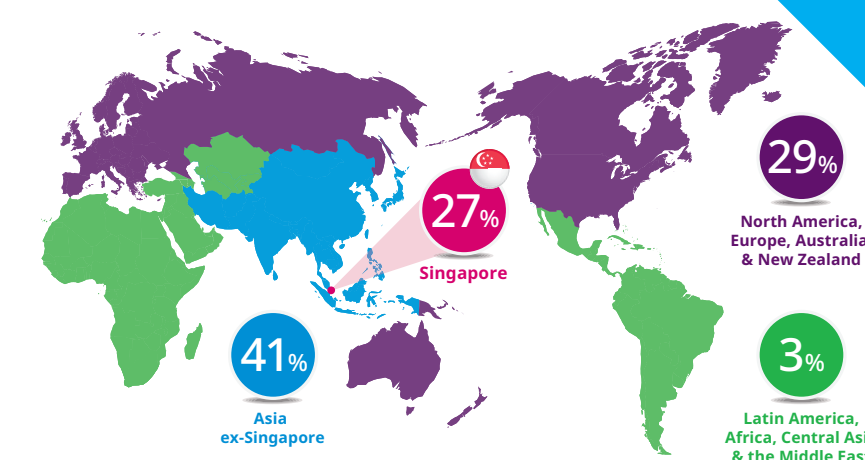 29%
North America,
Europe, Australia
& New Zealand
27%
Singapore
41%
Asia
ex-Singapore
3%
Latin America,
Africa, Central Asi
& the Middle Eas